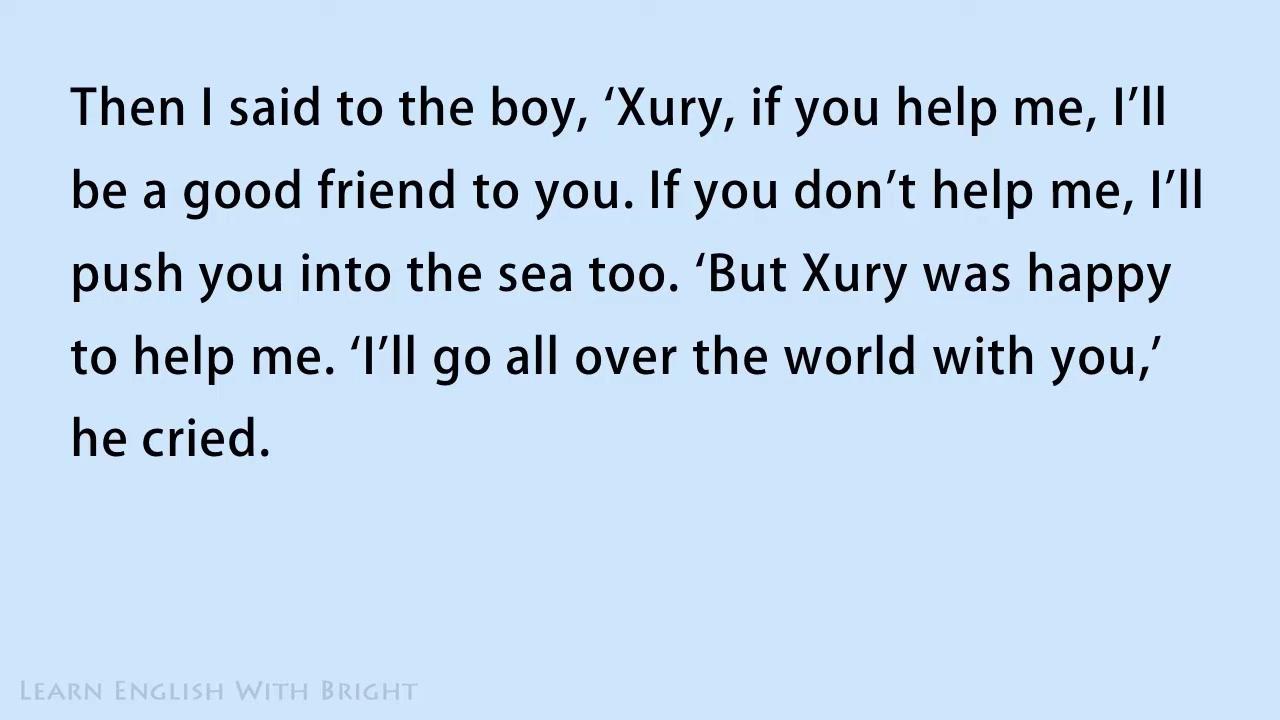 Then I said to the boy, ‘Xury, if you help me, I’ll
be a good friend to you. If you don’t help me, I’ll
push you into the sea too. ‘But Xury was happy
to help me. ‘I’ll go all over the world with you,’
he cried.
Learn English With Bright